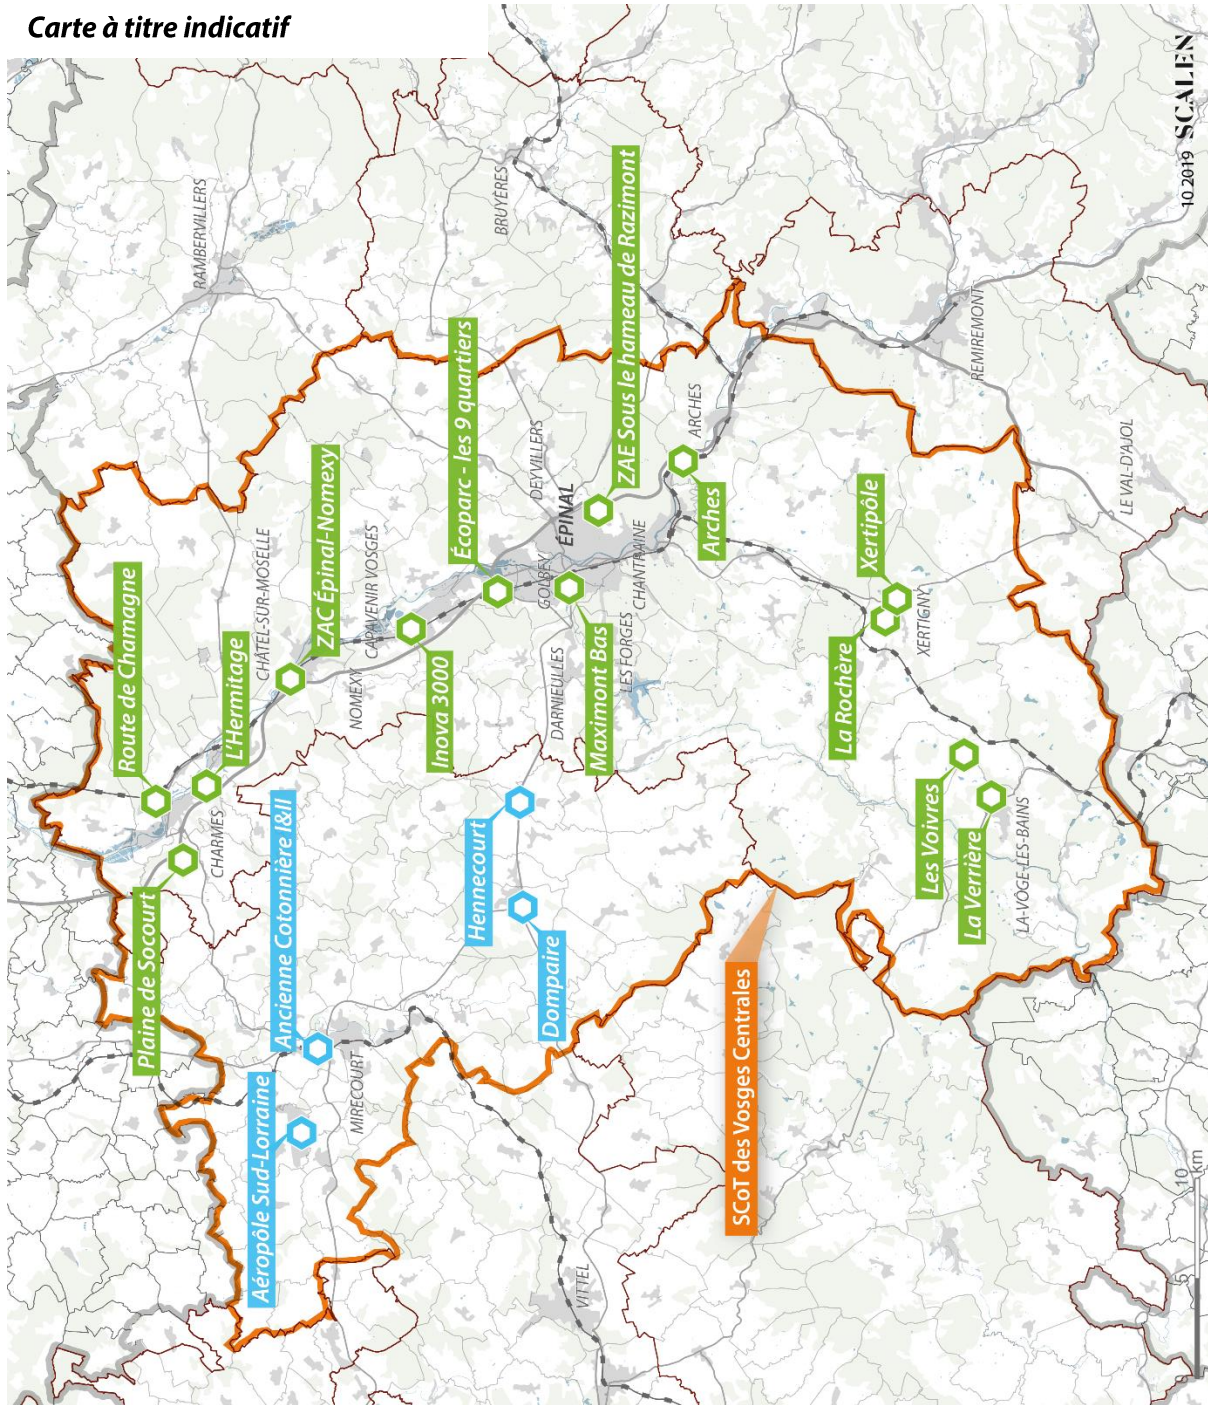 Carte à titre indicatif
RAMBERVILLERS
BRUYÈRES
Route de Chamagne
L'Hermitage
CHÂTEL-SUR-MOSELLE
ZAC Épinal-Nomexy
CAPAVENIR VOSGES
Écoparc - les 9 quartiers
DEYVILLERS
ÉPINAL
ZAE Sous le hameau de Razimont
ARCHES
Arches
REMIREMONT
LE VAL-D'AJOL
Plaine de Socourt
CHARMES
NOMEXY
Inova 3000
GOLBEY
DARNIEULLES
Maximont Bas
LES FORGES
CHANTRAINE
Xertipôle
La Rochère
XERTIGNY
Les Voivres
La Verrière
LA-VÔGE-LES-BAINS
Aéropôle Sud-Lorraine
Ancienne Cotonnière I&II
MIRECOURT
Hennecourt
Dompaire
SCoT des Vosges Centrales
VITTEL
0 5 10
km
10.2019 SCALEN